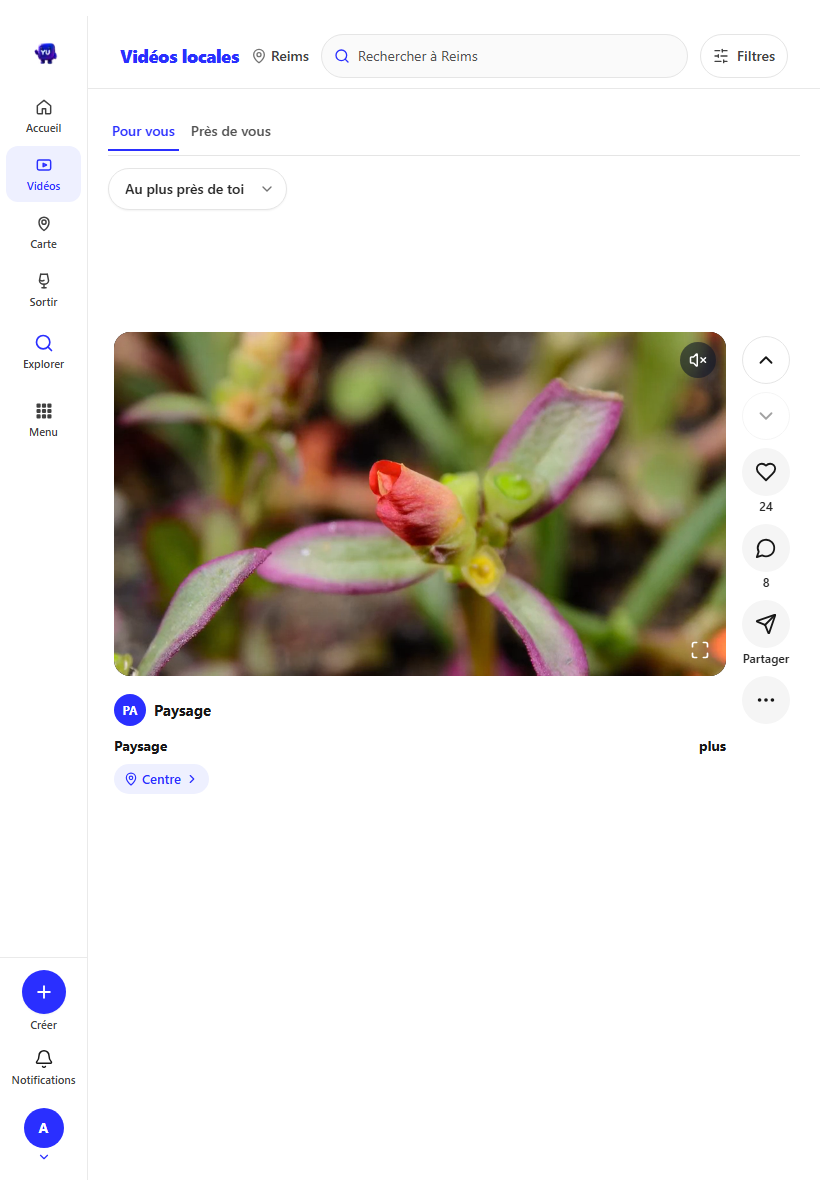 YU
Vidéos locales
Reims
Rechercher à Reims
Filtres
Accueil
Vidéos
Carte
Sortir
Explorer
Menu
Pour vous
Près de vous
Au plus près de toi
24
8
Partager
PA
Paysage
Paysage
plus
Centre
Créer
Notifications
A